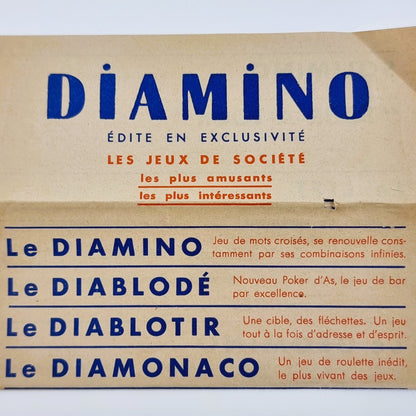 DiAMiNO
ÉDITE EN EXCLUSIVITÉ
LES JEUX DE SOCIÉTÉ
les plus amusants
les plus intéressants
Le DIAMINO Jeu de mots croisés, se renouvelle cons-
tamment par ses combinaisons infinies.
Le DIABLODÉ Nouveau Poker d'As, le jeu de bar
par excellence.
Le DIABLOTIR Une cible, des fléchettes. Un jeu
tout à la fois d'adresse et d'esprit.
Le DIAMONACO Un jeu de roulette inédit,
le plus vivant des jeux.